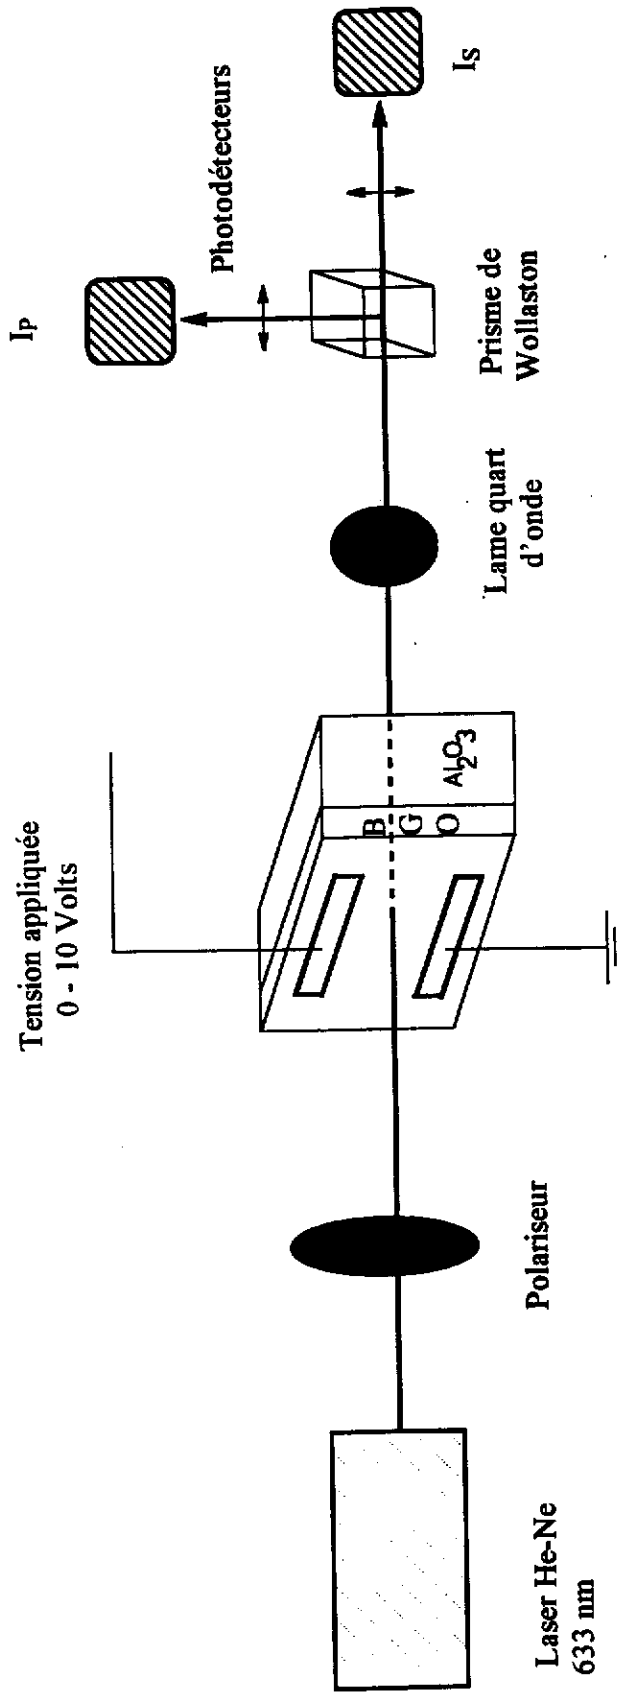 Laser He-Ne
633 nm
Polariseur
Tension appliquée
0 - 10 Volts
B
G
O
Al2O3
Lame quart
d'onde
Prisme de
Wollaston
Photodétecteurs
IP
IS